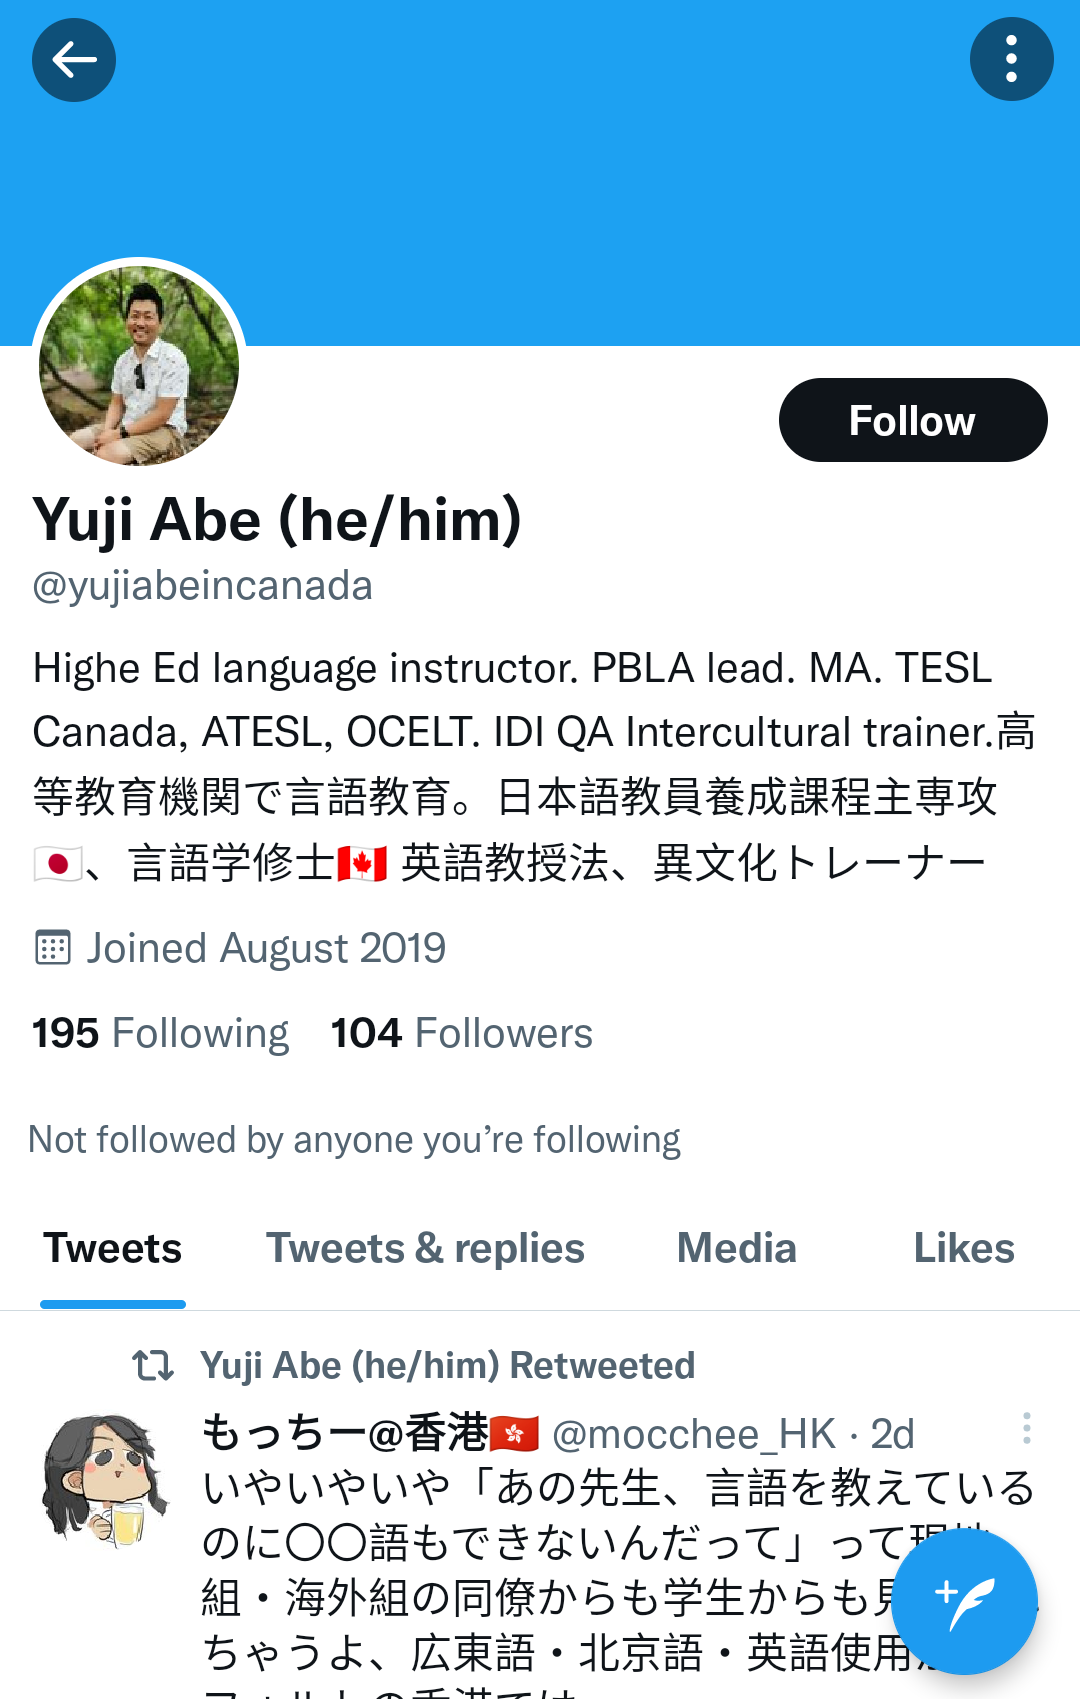 Follow
Yuji Abe (he/him)
@yujiabeincanada
Highe Ed language instructor. PBLA lead. MA. TESL
Canada, ATESL, OCELT. IDI QA Intercultural trainer.高
等教育機関で言語教育。日本語教員養成課程主専攻
🇯🇵、言語学修士🇨🇦 英語教授法、異文化トレーナー
Joined August 2019
195 Following 104 Followers
Not followed by anyone you’re following
Tweets Tweets & replies Media Likes
Yuji Abe (he/him) Retweeted
もっちー@香港🇭🇰 @mocchee_HK · 2d
いやいやいや「あの先生、言語を教えている
のに〇〇語もできないんだって」って
組・海外組の同僚からも学生からも
ちゃうよ、広東語・北京語・英語使用